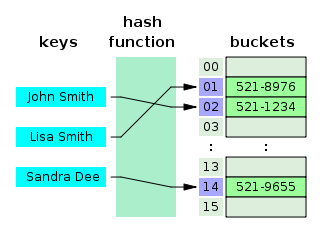 keys
hash
function
buckets
John Smith
Lisa Smith
Sandra Dee
00
01 521-8976
02 521-1234
03
: :
13
14 521-9655
15